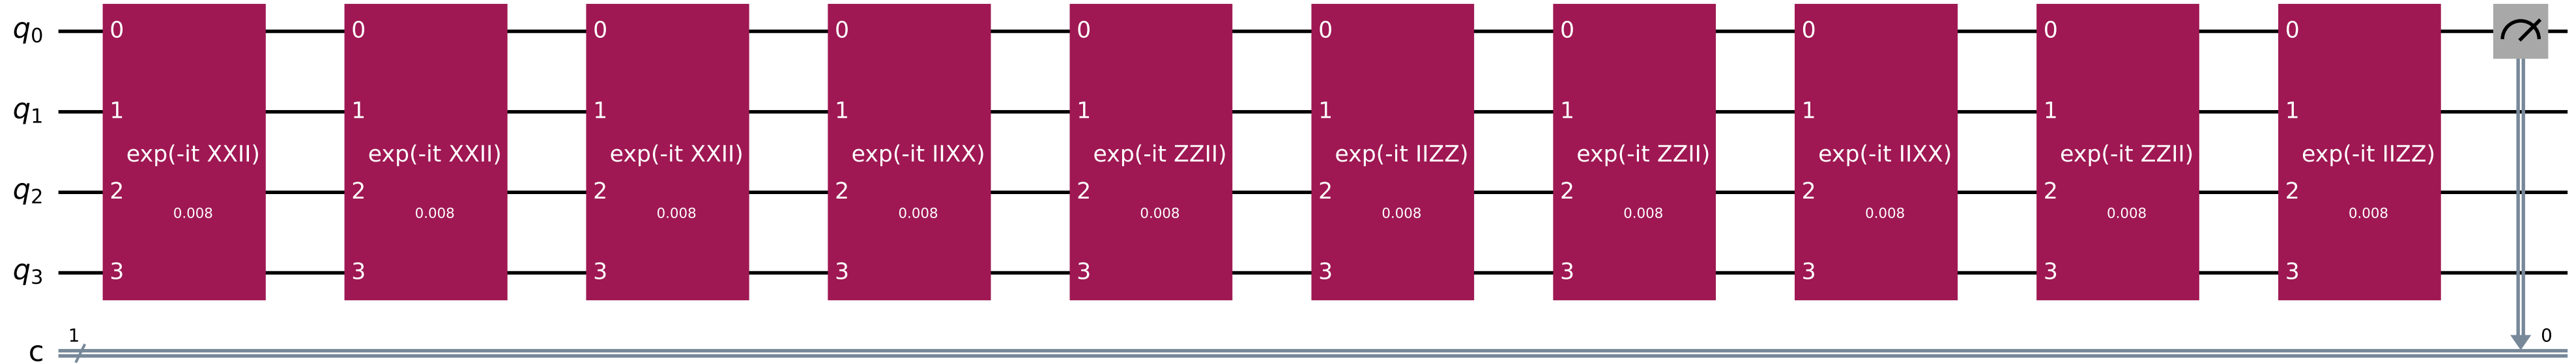 q0 0 0 0 0 0 0 0 0 0 0
q1 1 1 1 1 1 1 1 1 1 1
exp(-it XXII) exp(-it XXII) exp(-it XXII) exp(-it IIXX) exp(-it ZZII) exp(-it IIZZ) exp(-it ZZII) exp(-it IIXX) exp(-it ZZII) exp(-it IIZZ)
q2 2 2 2 2 2 2 2 2 2 2
0.008 0.008 0.008 0.008 0.008 0.008 0.008 0.008 0.008 0.008
q3 3 3 3 3 3 3 3 3 3 3
1 0
c